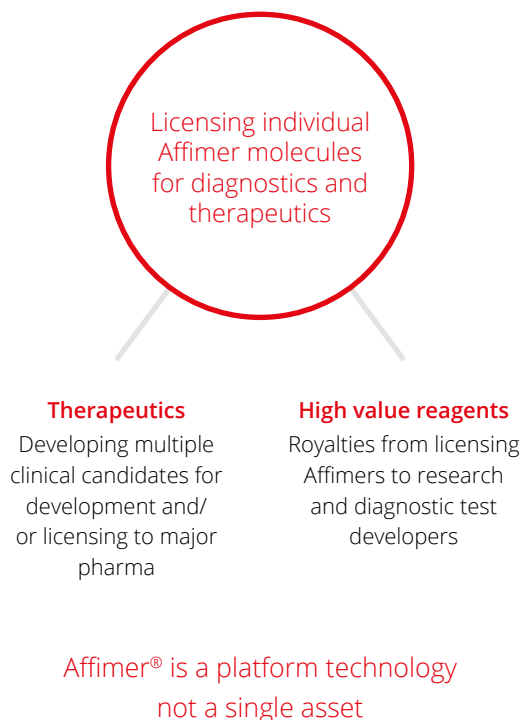 Licensing individual
Affimer molecules
for diagnostics and
therapeutics
Therapeutics
Developing multiple
clinical candidates for
development and/
or licensing to major
pharma
High value reagents
Royalties from licensing
Affimers to research
and diagnostic test
developers
Affimer® is a platform technology
not a single asset